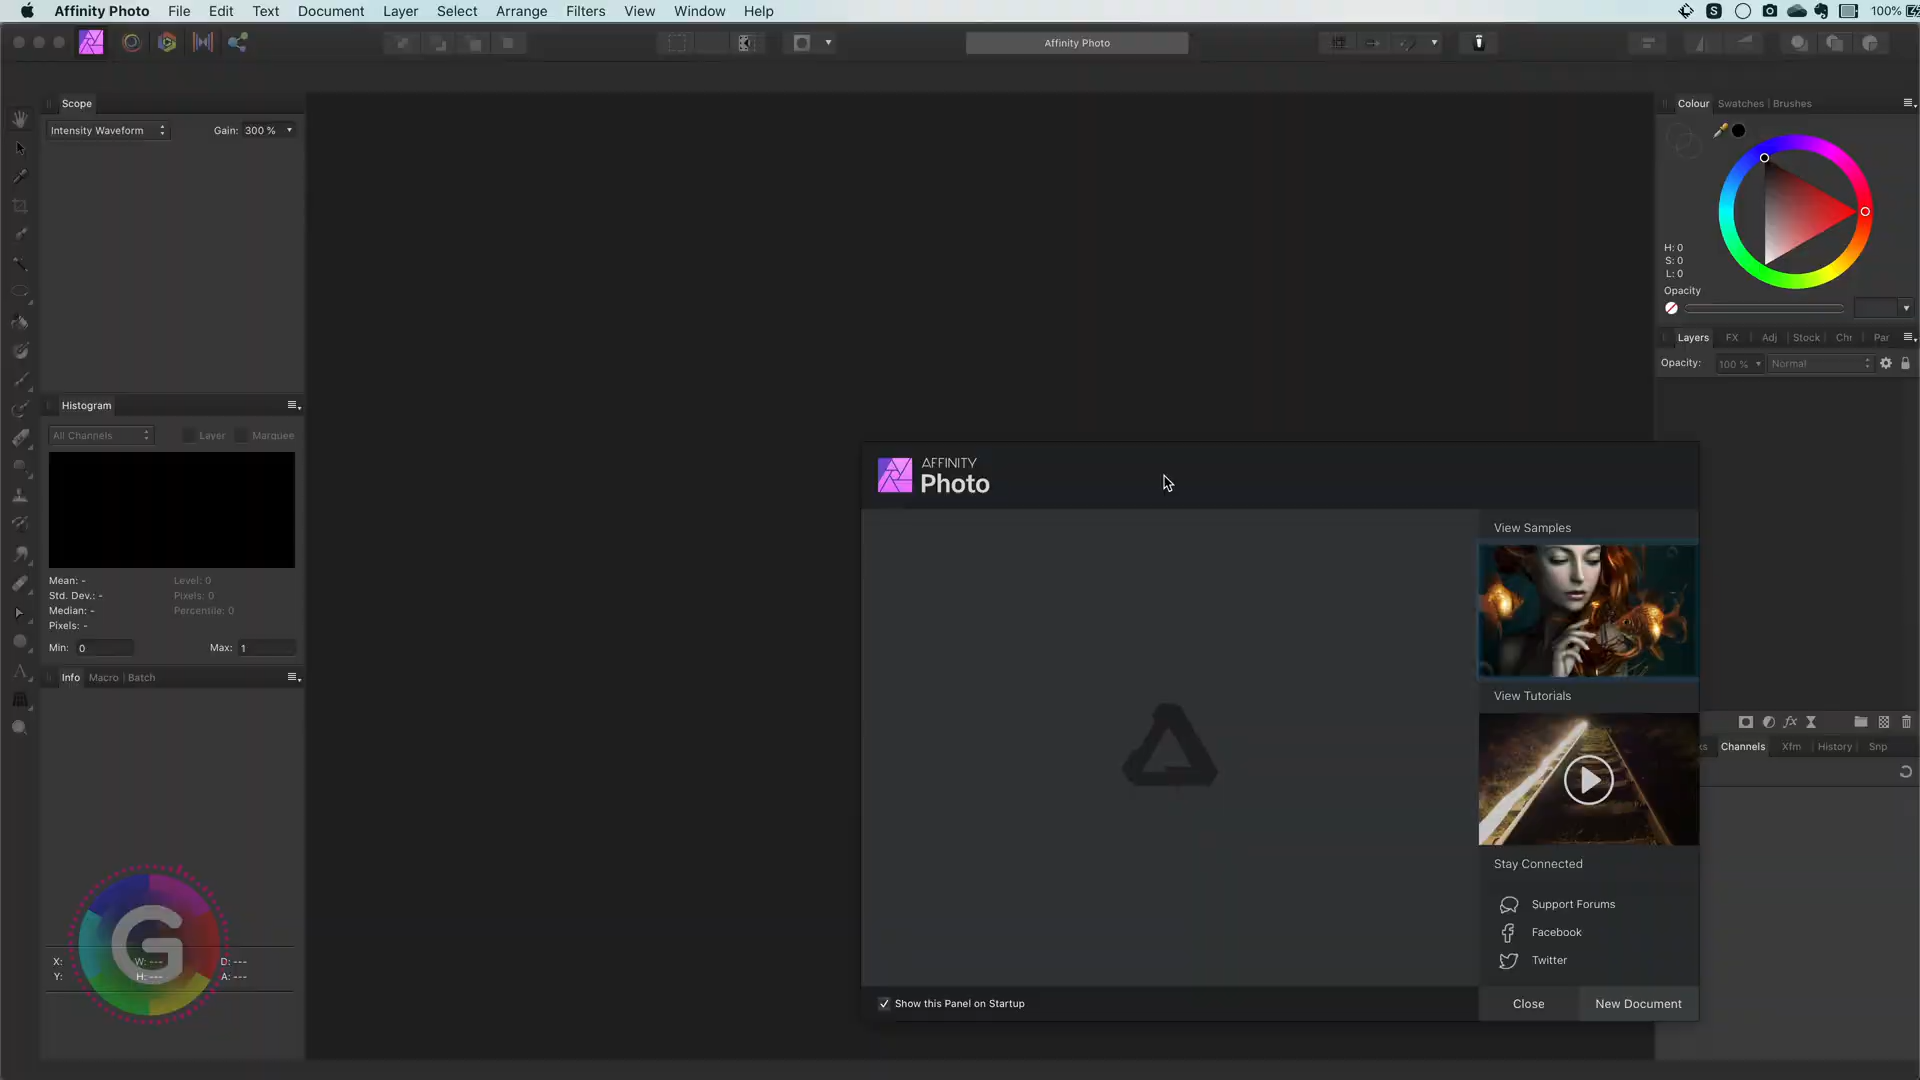 Affinity Photo File Edit Text Document Layer Select Arrange Filters View Window Help
100%
Affinity Photo
Scope
Intensity Waveform Gain: 300 %
Colour Swatches | Brushes
H: 0
S: 0
L: 0
Opacity
Layers FX Adj Stock Chr Par
Opacity: 100 % Normal
Histogram
All Channels Layer Marquee
Mean: - Level: 0
Std. Dev.: - Pixels: 0
Median: - Percentile: 0
Pixels: -
Min: 0 Max: 1
Info Macro | Batch
X: W: --- D: ---
Y: H: --- A: ---
G
AFFINITY
Photo
View Samples
View Tutorials
Stay Connected
Support Forums
Facebook
Twitter
Show this Panel on Startup
Close New Document
fx
Channels Xfm History Snp